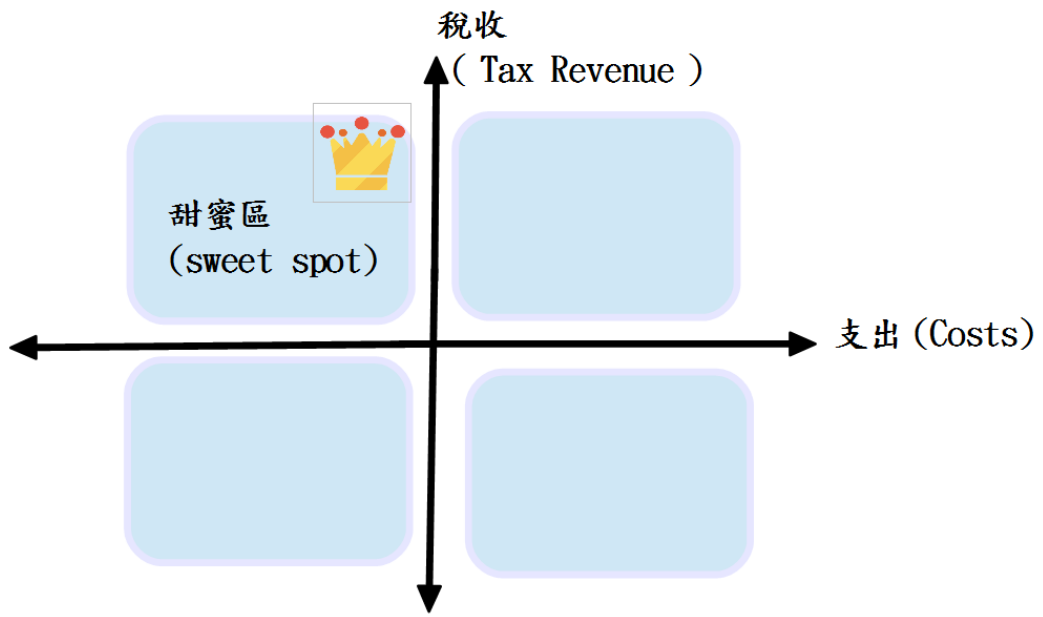 稅收
( Tax Revenue )
甜蜜區
(sweet spot)
支出(Costs)